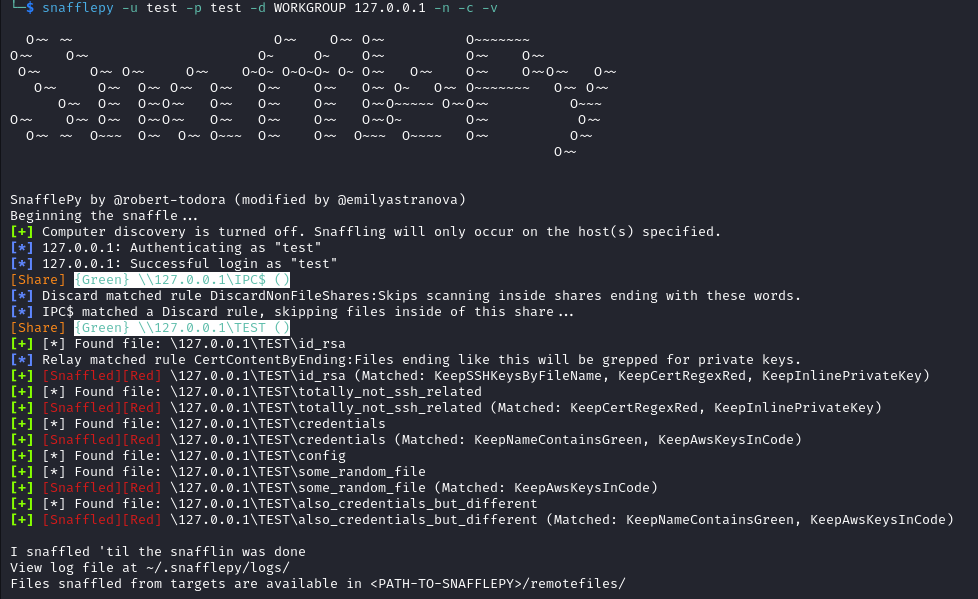 └─$ snafflepy -u test -p test -d WORKGROUP 127.0.0.1 -n -c -v
SnafflePy by @robert-todora (modified by @emilyastranova)
Beginning the snaffle...
[+] Computer discovery is turned off. Snaffling will only occur on the host(s) specified.
[*] 127.0.0.1: Authenticating as "test"
[*] 127.0.0.1: Successful login as "test"
[Share] {Green} \\127.0.0.1\IPC$ ()
[*] Discard matched rule DiscardNonFileShares:Skips scanning inside shares ending with these words.
[*] IPC$ matched a Discard rule, skipping files inside of this share...
[Share] {Green} \\127.0.0.1\TEST ()
[+] [*] Found file: \127.0.0.1\TEST\id_rsa
[*] Relay matched rule CertContentByEnding:Files ending like this will be grepped for private keys.
[+] [Snaffled][Red] \127.0.0.1\TEST\id_rsa (Matched: KeepSSHKeysByFileName, KeepCertRegexRed, KeepInlinePrivateKey)
[+] [*] Found file: \127.0.0.1\TEST\totally_not_ssh_related
[+] [Snaffled][Red] \127.0.0.1\TEST\totally_not_ssh_related (Matched: KeepCertRegexRed, KeepInlinePrivateKey)
[+] [*] Found file: \127.0.0.1\TEST\credentials
[+] [Snaffled][Red] \127.0.0.1\TEST\credentials (Matched: KeepNameContainsGreen, KeepAwsKeysInCode)
[+] [*] Found file: \127.0.0.1\TEST\config
[+] [*] Found file: \127.0.0.1\TEST\some_random_file
[+] [Snaffled][Red] \127.0.0.1\TEST\some_random_file (Matched: KeepAwsKeysInCode)
[+] [*] Found file: \127.0.0.1\TEST\also_credentials_but_different
[+] [Snaffled][Red] \127.0.0.1\TEST\also_credentials_but_different (Matched: KeepNameContainsGreen, KeepAwsKeysInCode)
I snaffled 'til the snafflin was done
View log file at ~/.snafflepy/logs/
Files snaffled from targets are available in <PATH-TO-SNAFFLEPY>/remotefiles/